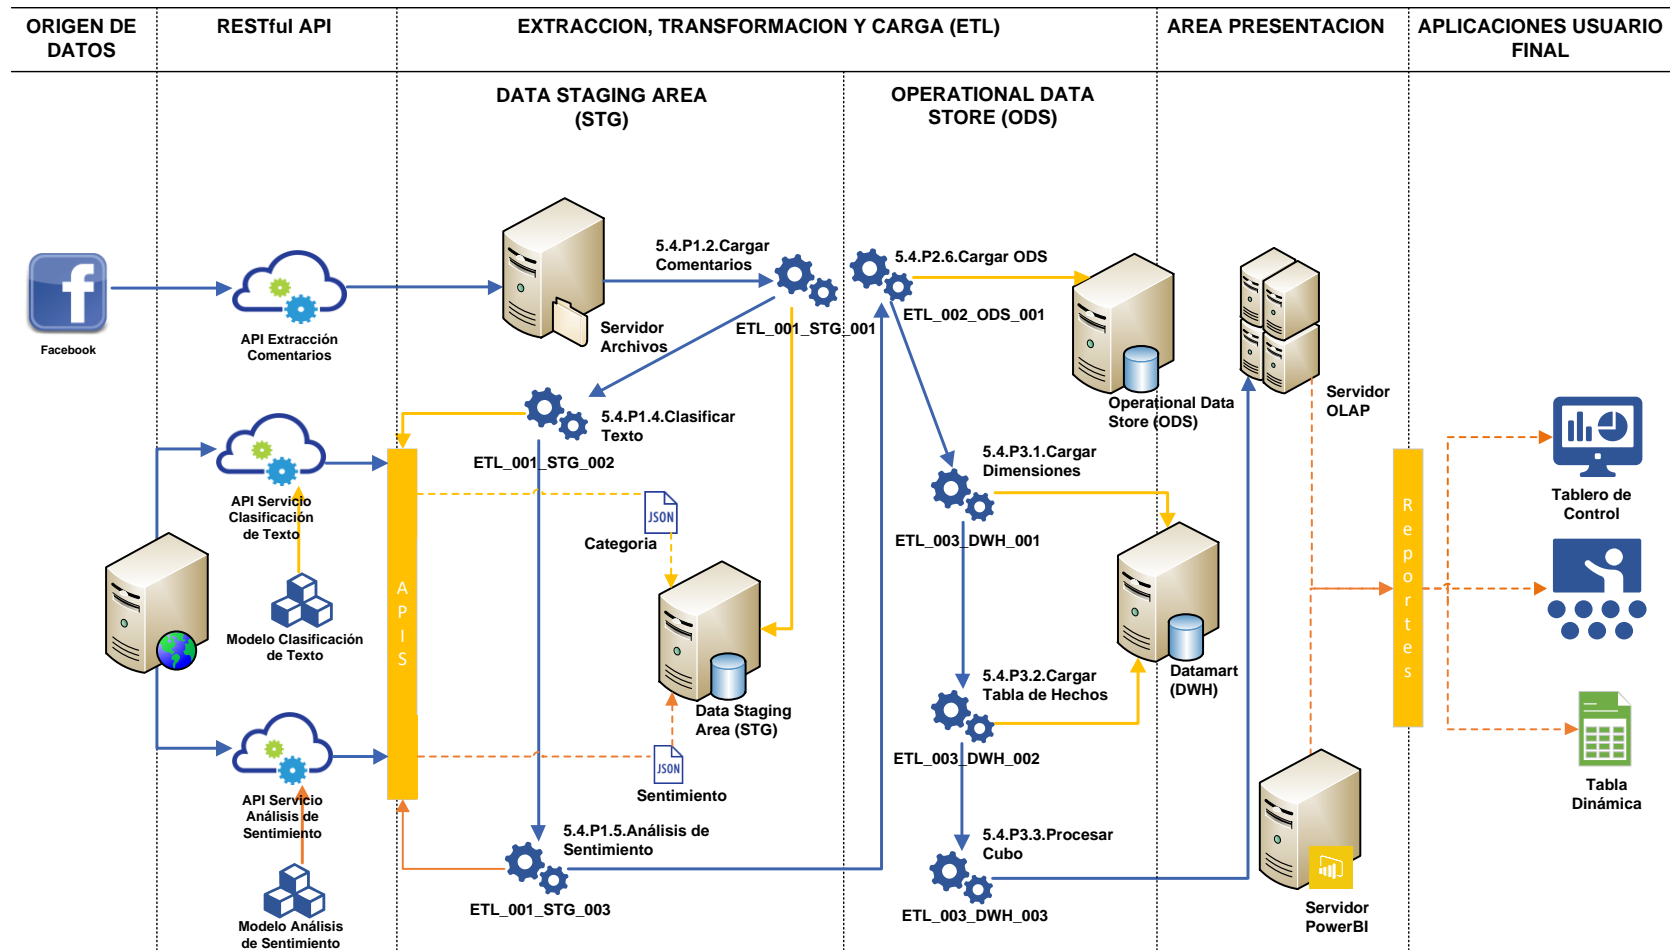 ORIGEN DE
DATOS
RESTful API
EXTRACCION, TRANSFORMACION Y CARGA (ETL)
AREA PRESENTACION
APLICACIONES USUARIO
FINAL
DATA STAGING AREA
(STG)
OPERATIONAL DATA
STORE (ODS)
Facebook
API Extracción
Comentarios
Servidor
Archivos
5.4.P1.2.Cargar
Comentarios
ETL_001_STG_001
5.4.P2.6.Cargar ODS
ETL_002_ODS_001
Operational Data
Store (ODS)
Servidor
OLAP
5.4.P1.4.Clasificar
Texto
ETL_001_STG_002
API Servicio
Clasificación
de Texto
Modelo Clasificación
de Texto
APIS
JSON
Categoria
Data Staging
Area (STG)
JSON
Sentimiento
5.4.P3.1.Cargar
Dimensiones
ETL_003_DWH_001
Datamart
(DWH)
5.4.P3.2.Cargar
Tabla de Hechos
ETL_003_DWH_002
Reportes
Tablero de
Control
Tabla
Dinámica
API Servicio
Análisis de
Sentimiento
Modelo Análisis
de Sentimiento
5.4.P1.5.Análisis de
Sentimiento
ETL_001_STG_003
5.4.P3.3.Procesar
Cubo
ETL_003_DWH_003
Servidor
PowerBI